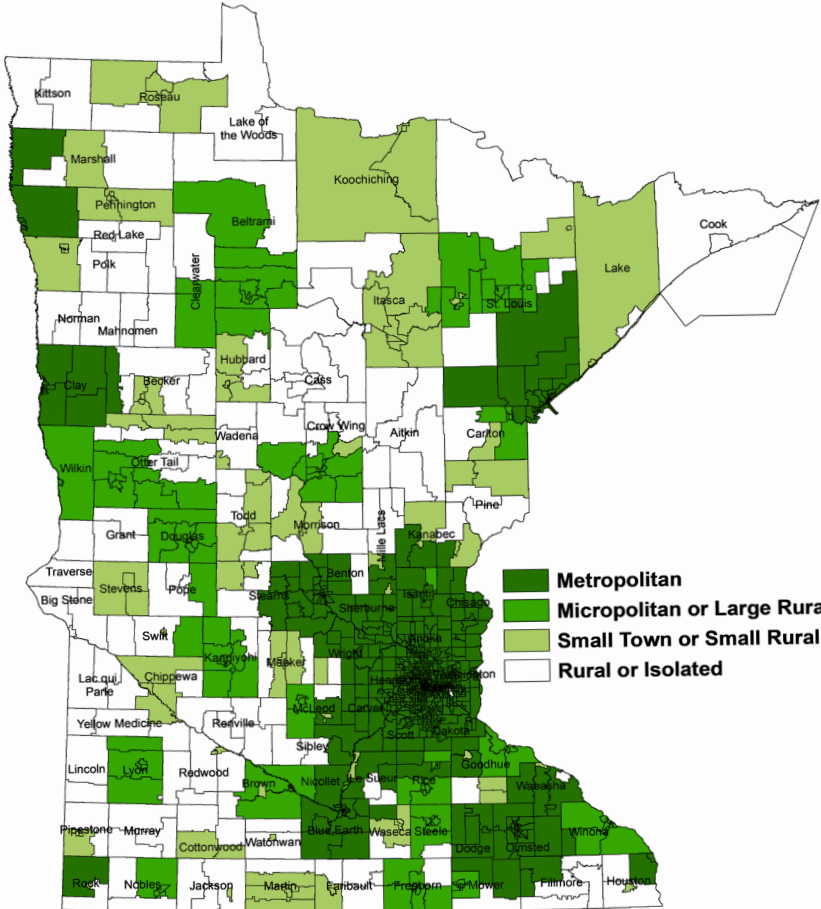 Kittson
Roseau
Lake of
the Woods
Marshall
Koochiching
Pennington
Beltrami
Cook
Red Lake
Polk
Clearwater
Lake
Itasca
St. Louis
Norman
Mahnomen
Hubbard
Clay
Becker
Cass
Crow Wing
Wadena
Aitkin
Carlton
Wilkin
Otter Tail
Pine
Todd
Morrison
Mille Lacs
Grant
Douglas
Kanabec
Traverse
Benton
Stevens
Pope
Big Stone
Stearns
Isanti
Sherburne
Chisago
Metropolitan
Micropolitan or Large Rura
Small Town or Small Rural
Rural or Isolated
Swift
Anoka
Kandiyohi
Meeker
Wright
Lac qui
Parle
Chippewa
McLeod
Carver
Yellow Medicine
Renville
Scott
Dakota
Sibley
Lincoln
Lyon
Redwood
Brown
Nicollet
Le Sueur
Rice
Goodhue
Wabasha
Pipestone
Murray
Cottonwood
Watonwan
Blue Earth
Waseca
Steele
Dodge
Olmsted
Winona
Rock
Nobles
Jackson
Martin
Faribault
Freeborn
Mower
Fillmore
Houston